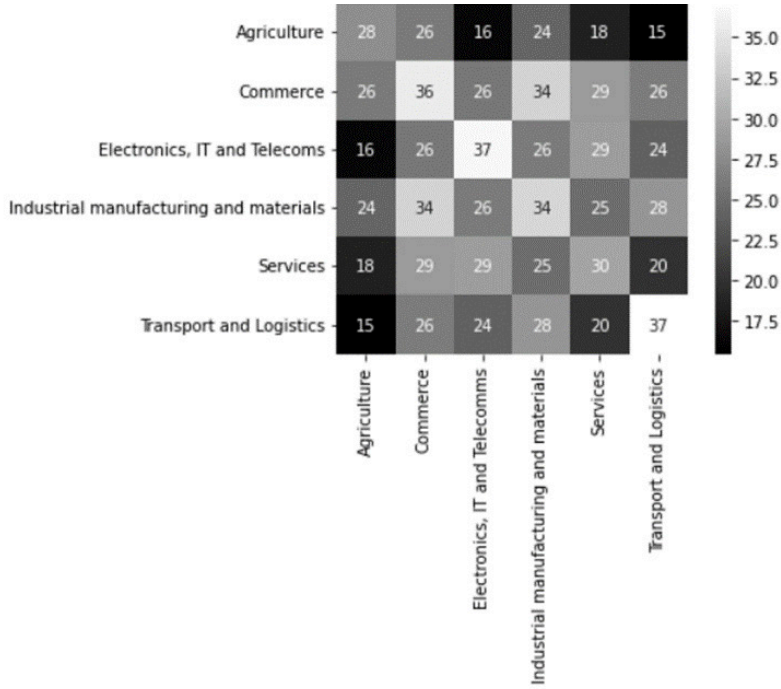 Agriculture 28 26 16 24 18 15
Commerce 26 36 26 34 29 26
Electronics, IT and Telecoms 16 26 37 26 29 24
Industrial manufacturing and materials 24 34 26 34 25 28
Services 18 29 29 25 30 20
Transport and Logistics 15 26 24 28 20 37
Agriculture
Commerce
Electronics, IT and Telecomms
Industrial manufacturing and materials
Services
Transport and Logistics
35.0
32.5
30.0
27.5
25.0
22.5
20.0
17.5